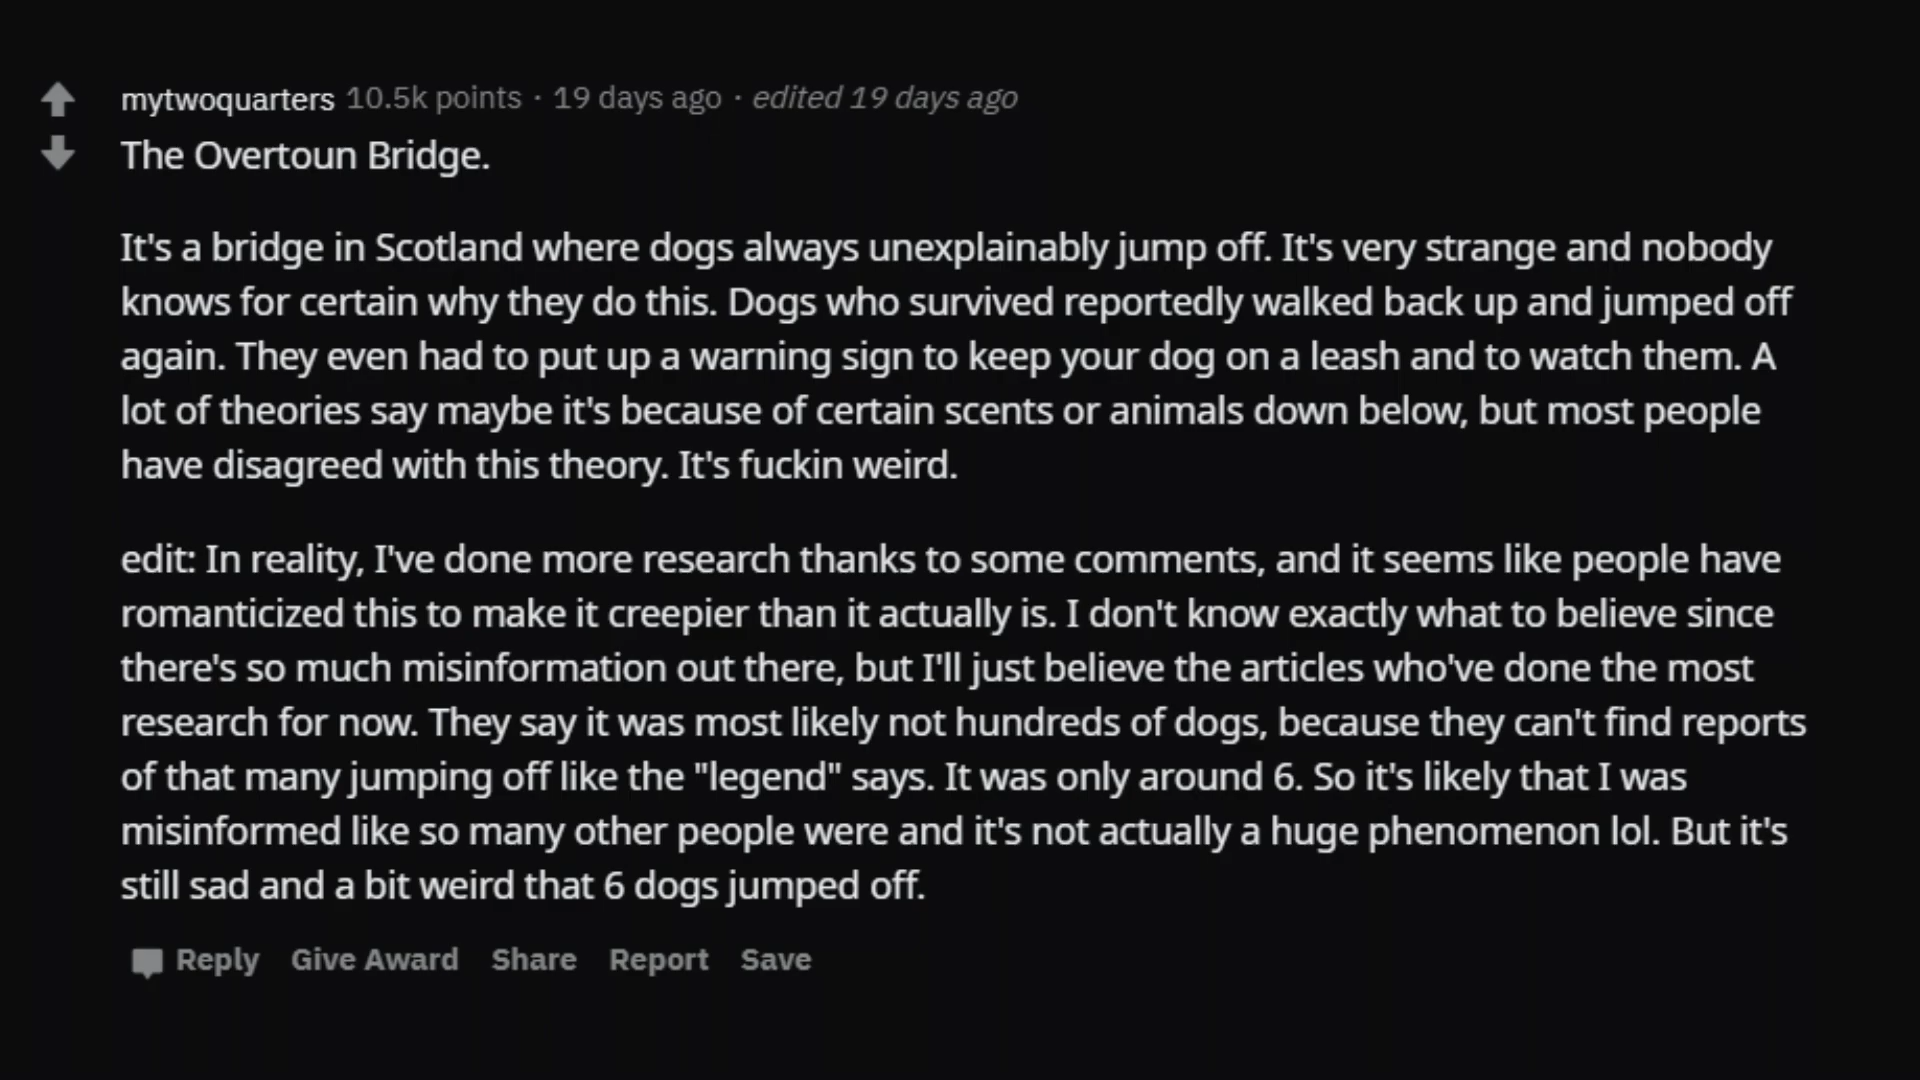 mytwoquarters 10.5k points · 19 days ago · edited 19 days ago
The Overtoun Bridge.
It's a bridge in Scotland where dogs always unexplainably jump off. It's very strange and nobody
knows for certain why they do this. Dogs who survived reportedly walked back up and jumped off
again. They even had to put up a warning sign to keep your dog on a leash and to watch them. A
lot of theories say maybe it's because of certain scents or animals down below, but most people
have disagreed with this theory. It's fuckin weird.
edit: In reality, I've done more research thanks to some comments, and it seems like people have
romanticized this to make it creepier than it actually is. I don't know exactly what to believe since
there's so much misinformation out there, but I'll just believe the articles who've done the most
research for now. They say it was most likely not hundreds of dogs, because they can't find reports
of that many jumping off like the "legend" says. It was only around 6. So it's likely that I was
misinformed like so many other people were and it's not actually a huge phenomenon lol. But it's
still sad and a bit weird that 6 dogs jumped off.
Reply Give Award Share Report Save